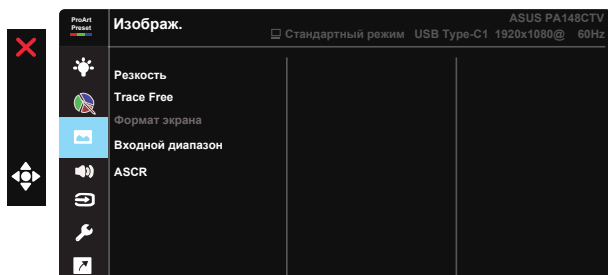 ProArt
Preset
Изображ.
ASUS PA148CTV
Стандартный режим USB Type-C1 1920x1080@ 60Hz
Резкость
Trace Free
Формат экрана
Входной диапазон
ASCR